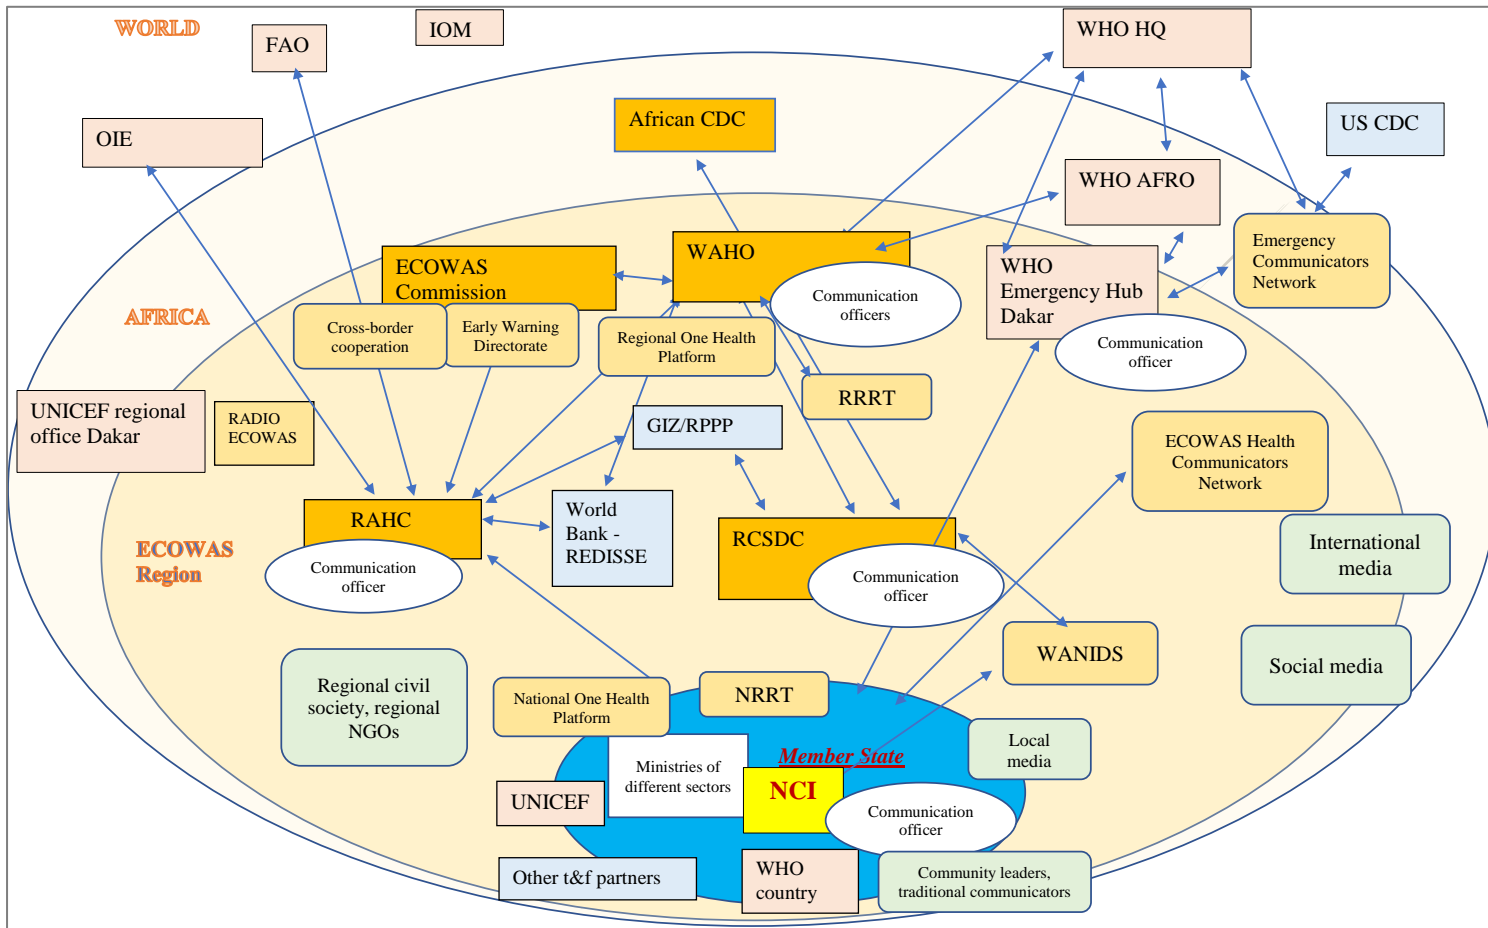 WORLD
FAO
IOM
WHO HQ
OIE
African CDC
US CDC
WHO AFRO
AFRICA
ECOWAS
Commission
WAHO
Communication
officers
WHO
Emergency Hub
Dakar
Communication
officer
Emergency
Communicators
Network
Cross-border
cooperation
Early Warning
Directorate
Regional One Health
Platform
RRRT
UNICEF regional
office Dakar
RADIO
ECOWAS
GIZ/RPPP
ECOWAS Health
Communicators
Network
ECOWAS
Region
RAHC
Communication
officer
World
Bank -
REDISSE
RCSDC
Communication
officer
International
media
WANIDS
Social media
Regional civil
society, regional
NGOs
National One Health
Platform
NRRT
Member State
Local
media
Ministries of
different sectors
NCI
UNICEF
Communication
officer
Other t&f partners
WHO
country
Community leaders,
traditional communicators